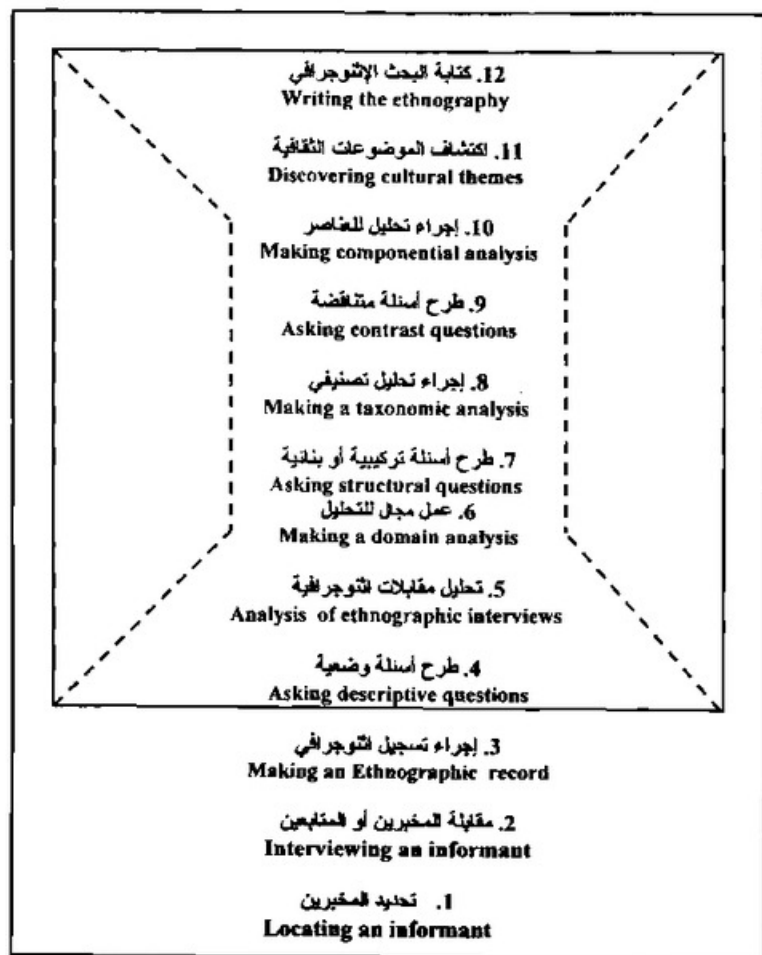 12. كتابة البحث الإثنوجرافي
Writing the ethnography
11. اكتشاف الموضوعات الثقافية
Discovering cultural themes
10. إجراء تحليل للعناصر
Making componential analysis
9. طرح أسئلة متناقضة
Asking contrast questions
8. إجراء تحليل تصنيفي
Making a taxonomic analysis
7. طرح أسئلة تركيبية أو بنائية
Asking structural questions
6. عمل مجال للتحليل
Making a domain analysis
5. تحليل مقابلات اثنوجرافية
Analysis of ethnographic interviews
4. طرح أسئلة وضعية
Asking descriptive questions
3. إجراء تسجيل اثنوجرافي
Making an Ethnographic record
2. مقابلة المخبرين أو المتابعين
Interviewing an informant
1. تحديد المخبرين
Locating an informant